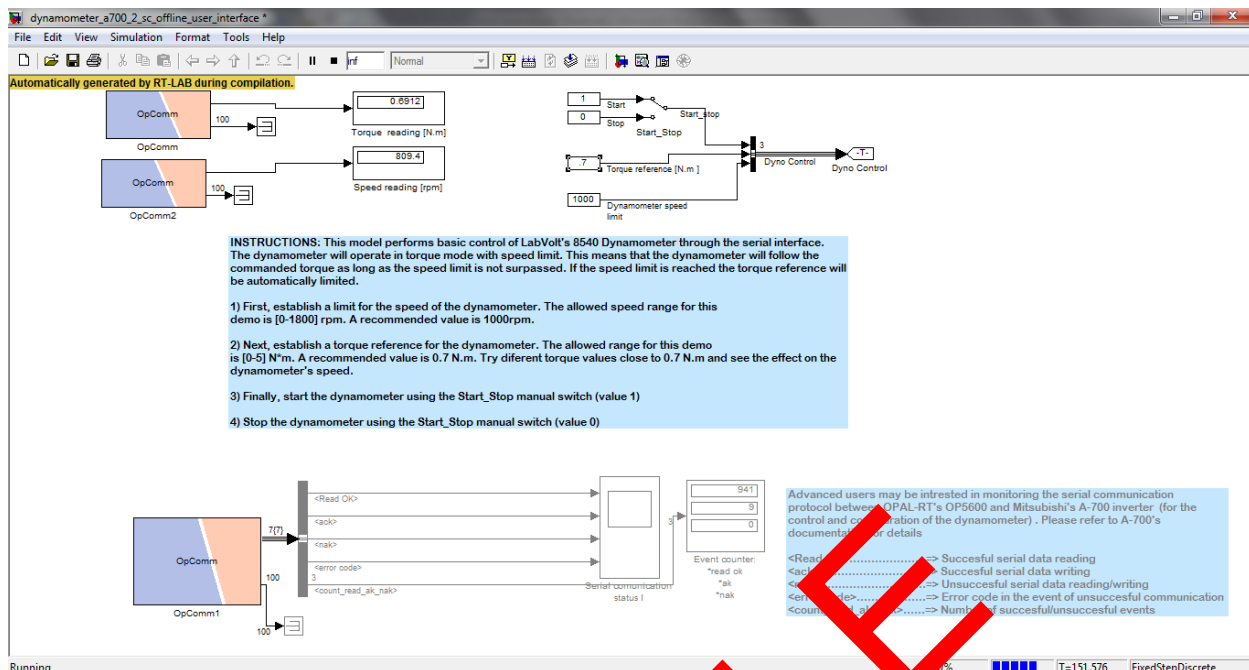 dynamometer_a700_2_sc_offline_user_interface *
File Edit View Simulation Format Tools Help
inf Normal
Automatically generated by RT-LAB during compilation.
OpComm
100
OpComm
0.6912
Torque reading [N.m]
OpComm
100
OpComm2
809.4
Speed reading [rpm]
1 Start
0 Stop
Start_Stop
Start_stop
.7 Torque reference [N.m ]
1000 Dynamometer speed
limit
3
Dyno Control
-T-
Dyno Control
INSTRUCTIONS: This model performs basic control of LabVolt's 8540 Dynamometer through the serial interface.
The dynamometer will operate in torque mode with speed limit. This means that the dynamometer will follow the
commanded torque as long as the speed limit is not surpassed. If the speed limit is reached the torque reference will
be automatically limited.
1) First, establish a limit for the speed of the dynamometer. The allowed speed range for this
demo is [0-1800] rpm. A recommended value is 1000rpm.
2) Next, establish a torque reference for the dynamometer. The allowed range for this demo
is [0-5] N*m. A recommended value is 0.7 N.m. Try diferent torque values close to 0.7 N.m and see the effect on the
dynamometer's speed.
3) Finally, start the dynamometer using the Start_Stop manual switch (value 1)
4) Stop the dynamometer using the Start_Stop manual switch (value 0)
OpComm
7{7}
100
100
OpComm1
<Read OK>
<ack>
<nak>
<error code>
3
<count_read_ak_nak>
Serial comunication
status I
3
941
9
0
Event counter:
*read ok
*ak
*nak
Advanced users may be intrested in monitoring the serial communication
protocol between OPAL-RT's OP5600 and Mitsubishi's A-700 inverter (for the
control and of the dynamometer) . Please refer to A-700's
for details
<Read => Succesful serial data reading
=> Succesful serial data writing
=> Unsuccesful serial data reading/writing
=> Error code in the event of unsuccesful communication
=> of succesful/unsuccesful events
Running
T=151.576 FixedStepDiscrete